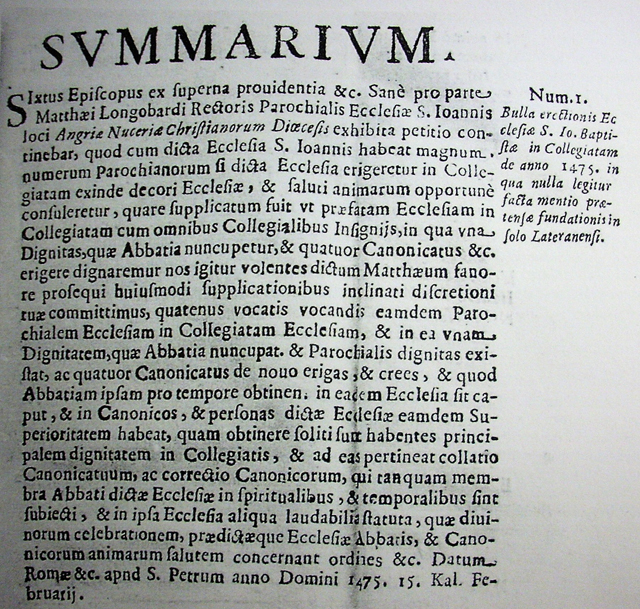 SVMMARIVM.
SIxtus Epiſcopus ex ſuperna prouidentia &c. Sanè pro parte
Matthæi Longobardi Rectoris Parochialis Eccleſiæ S. Ioannis
loci Angriæ Nuceriæ Chriſtianorum Diœceſis exhibita petitio con-
tinebat, quod cum dicta Eccleſia S. Ioannis habeat magnum
numerum Parochianorum ſi dicta Eccleſia erigeretur in Colle-
giatam exinde decori Eccleſiæ, & ſaluti animarum opportunè
conſuleretur, quare ſupplicatum fuit vt præfatam Eccleſiam in
Collegiatam cum omnibus Collegialibus Inſignijs, in qua vna
Dignitas, quæ Abbatia nuncupetur, & quatuor Canonicatus &c.
erigere dignaremur nos igitur volentes dictum Matthæum fauo-
re proſequi huiuſmodi ſupplicationibus inclinati diſcretioni
tuæ committimus, quatenus vocatis vocandis eamdem Paro-
chialem Eccleſiam in Collegiatam Eccleſiam, & in ea vnam
Dignitatem, quæ Abbatia nuncupat. & Parochialis dignitas exi-
ſtat, ac quatuor Canonicatus de nouo erigas, & crees, & quod
Abbatiam ipſam pro tempore obtinen. in eadem Eccleſia ſit ca-
put, & in Canonicos, & perſonas dictæ Eccleſiæ eamdem Su-
perioritatem habeat, quam obtinere ſoliti ſunt habentes princi-
palem dignitatem in Collegiatis, & ad eas pertineat collatio
Canonicatuum, ac correctio Canonicorum, qui tanquam mem-
bra Abbati dictæ Eccleſiæ in ſpiritualibus, & temporalibus ſint
ſubiecti, & in ipſa Eccleſia aliqua laudabilia ſtatuta, quæ diui-
norum celebrationem, prædictæque Eccleſiæ Abbatis, & Cano-
nicorum animarum ſalutem concernant ordines &c. Datum
Romæ &c. apnd S. Petrum anno Domini 1475. 15. Kal. Fe-
bruarij.
Num. 1.
Bulla erectionis Ec
cleſiæ S. Io. Bapti-
ſtæ in Collegiatam
de anno 1475. in
qua nulla legitur
facta mentio præ-
tenſæ fundationis in
ſolo Lateranenſi.